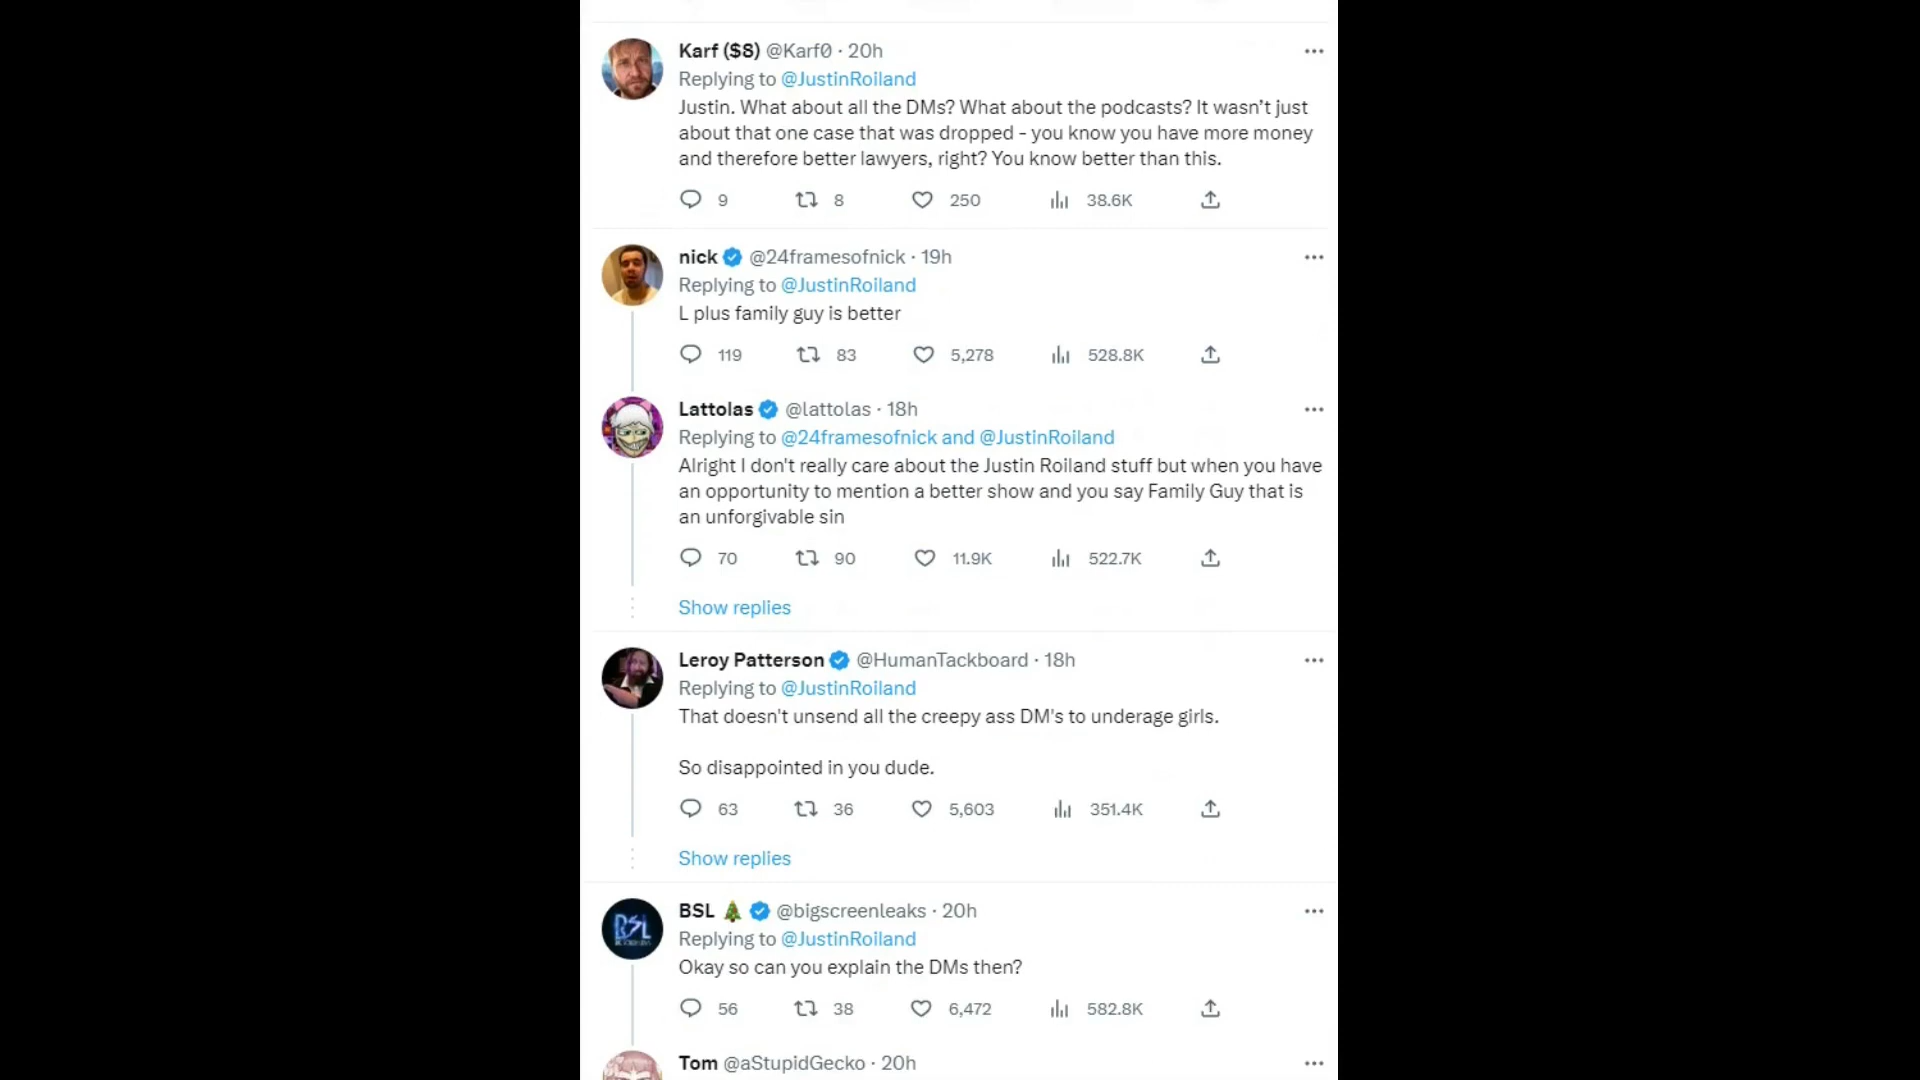 Karf ($8) @Karf0 · 20h
Replying to @JustinRoiland
Justin. What about all the DMs? What about the podcasts? It wasn’t just
about that one case that was dropped - you know you have more money
and therefore better lawyers, right? You know better than this.
9 8 250 38.6K
nick @24framesofnick · 19h
Replying to @JustinRoiland
L plus family guy is better
119 83 5,278 528.8K
Lattolas @lattolas · 18h
Replying to @24framesofnick and @JustinRoiland
Alright I don't really care about the Justin Roiland stuff but when you have
an opportunity to mention a better show and you say Family Guy that is
an unforgivable sin
70 90 11.9K 522.7K
Show replies
Leroy Patterson @HumanTackboard · 18h
Replying to @JustinRoiland
That doesn't unsend all the creepy ass DM's to underage girls.
So disappointed in you dude.
63 36 5,603 351.4K
Show replies
BSL
BSL @bigscreenleaks · 20h
Replying to @JustinRoiland
Okay so can you explain the DMs then?
56 38 6,472 582.8K
Tom @aStupidGecko · 20h